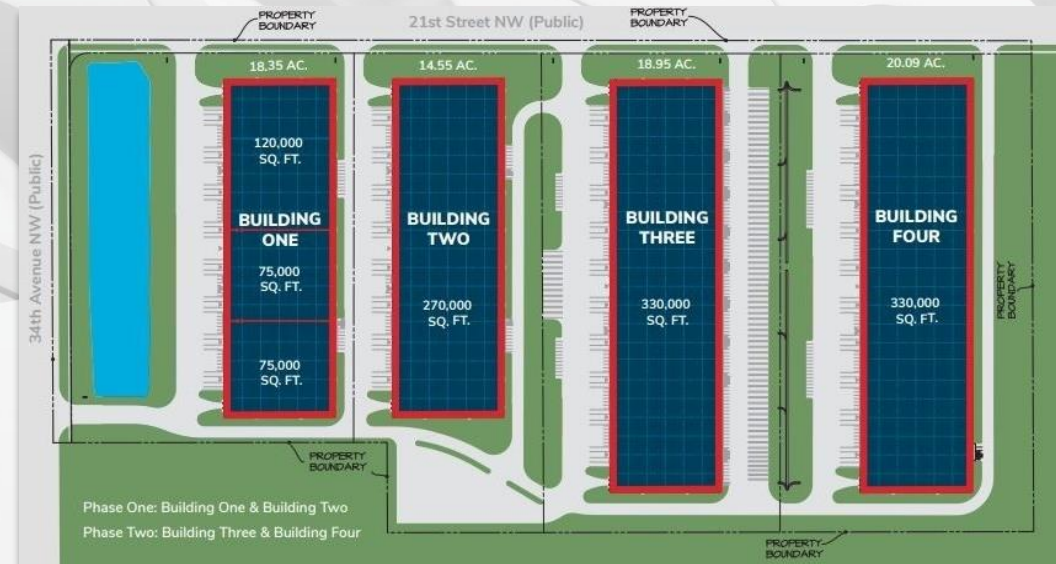 21st Street NW (Public)
PROPERTY
BOUNDARY
PROPERTY
BOUNDARY
18.35 AC.
14.55 AC.
18.95 AC.
20.09 AC.
34th Avenue NW (Public)
120,000
SQ. FT.
BUILDING
ONE
75,000
SQ. FT.
75,000
SQ. FT.
BUILDING
TWO
270,000
SQ. FT.
BUILDING
THREE
330,000
SQ. FT.
BUILDING
FOUR
330,000
SQ. FT.
PROPERTY
BOUNDARY
PROPERTY
BOUNDARY
Phase One: Building One & Building Two
Phase Two: Building Three & Building Four
PROPERTY
BOUNDARY